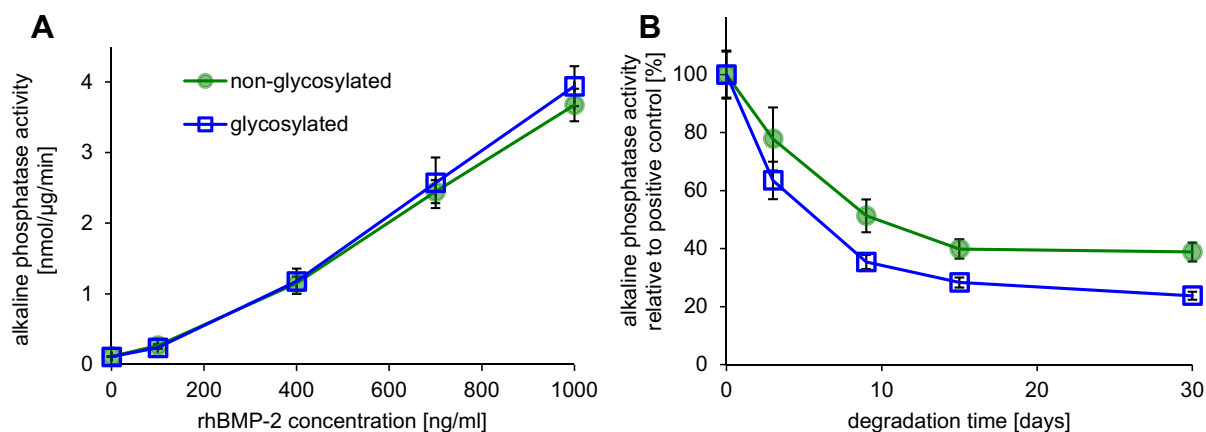 A
alkaline phosphatase activity
[nmol/µg/min]
4
3
2
1
0
non-glycosylated
glycosylated
0 200 400 600 800 1000
rhBMP-2 concentration [ng/ml]
B
alkaline phosphatase activity
relative to positive control [%]
100
80
60
40
20
0
0 10 20 30
degradation time [days]